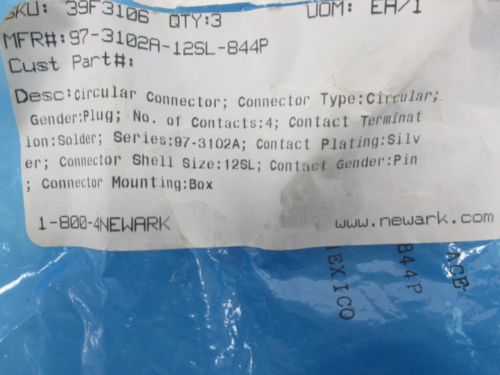 SKU: 39F3106 QTY:3 UOM: EA/1
MFR#:97-3102A-12SL-844P
Cust Part#:
Desc:Circular Connector; Connector Type:Circular;
Gender:Plug; No. of Contacts:4; Contact Terminat
ion:Solder; Series:97-3102A; Contact Plating:Silv
er; Connector Shell Size:12SL; Contact Gender:Pin
; Connector Mounting:Box
1-800-4NEWARK www.newark.com
ACE
844P
MEXICO